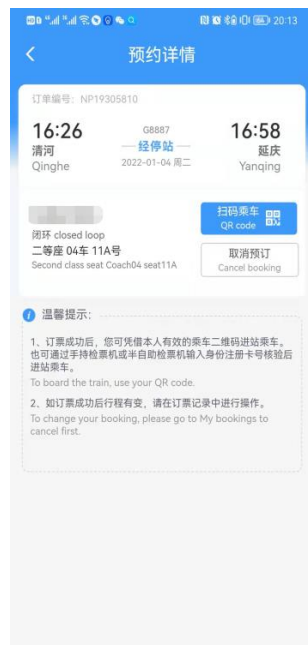 20:13
预约详情
订单编号：NP19305810
16:26 G8887 16:58
清河 经停站 延庆
Qinghe 2022-01-04 周二 Yanqing
扫码乘车
QR code
闭环 closed loop
二等座 04车 11A号
Second class seat Coach04 seat11A
取消预订
Cancel booking
温馨提示：
1、订票成功后，您可凭借本人有效的乘
车二维码进站乘车。
也可通过手持检票机或半自助检票机输入身份注册卡号核验后
进站乘车。
To board the train, use your QR code.
2、如订票成功后行程有变，请在订票记录中进行操作。
To change your booking, please go to My bookings to
cancel first.